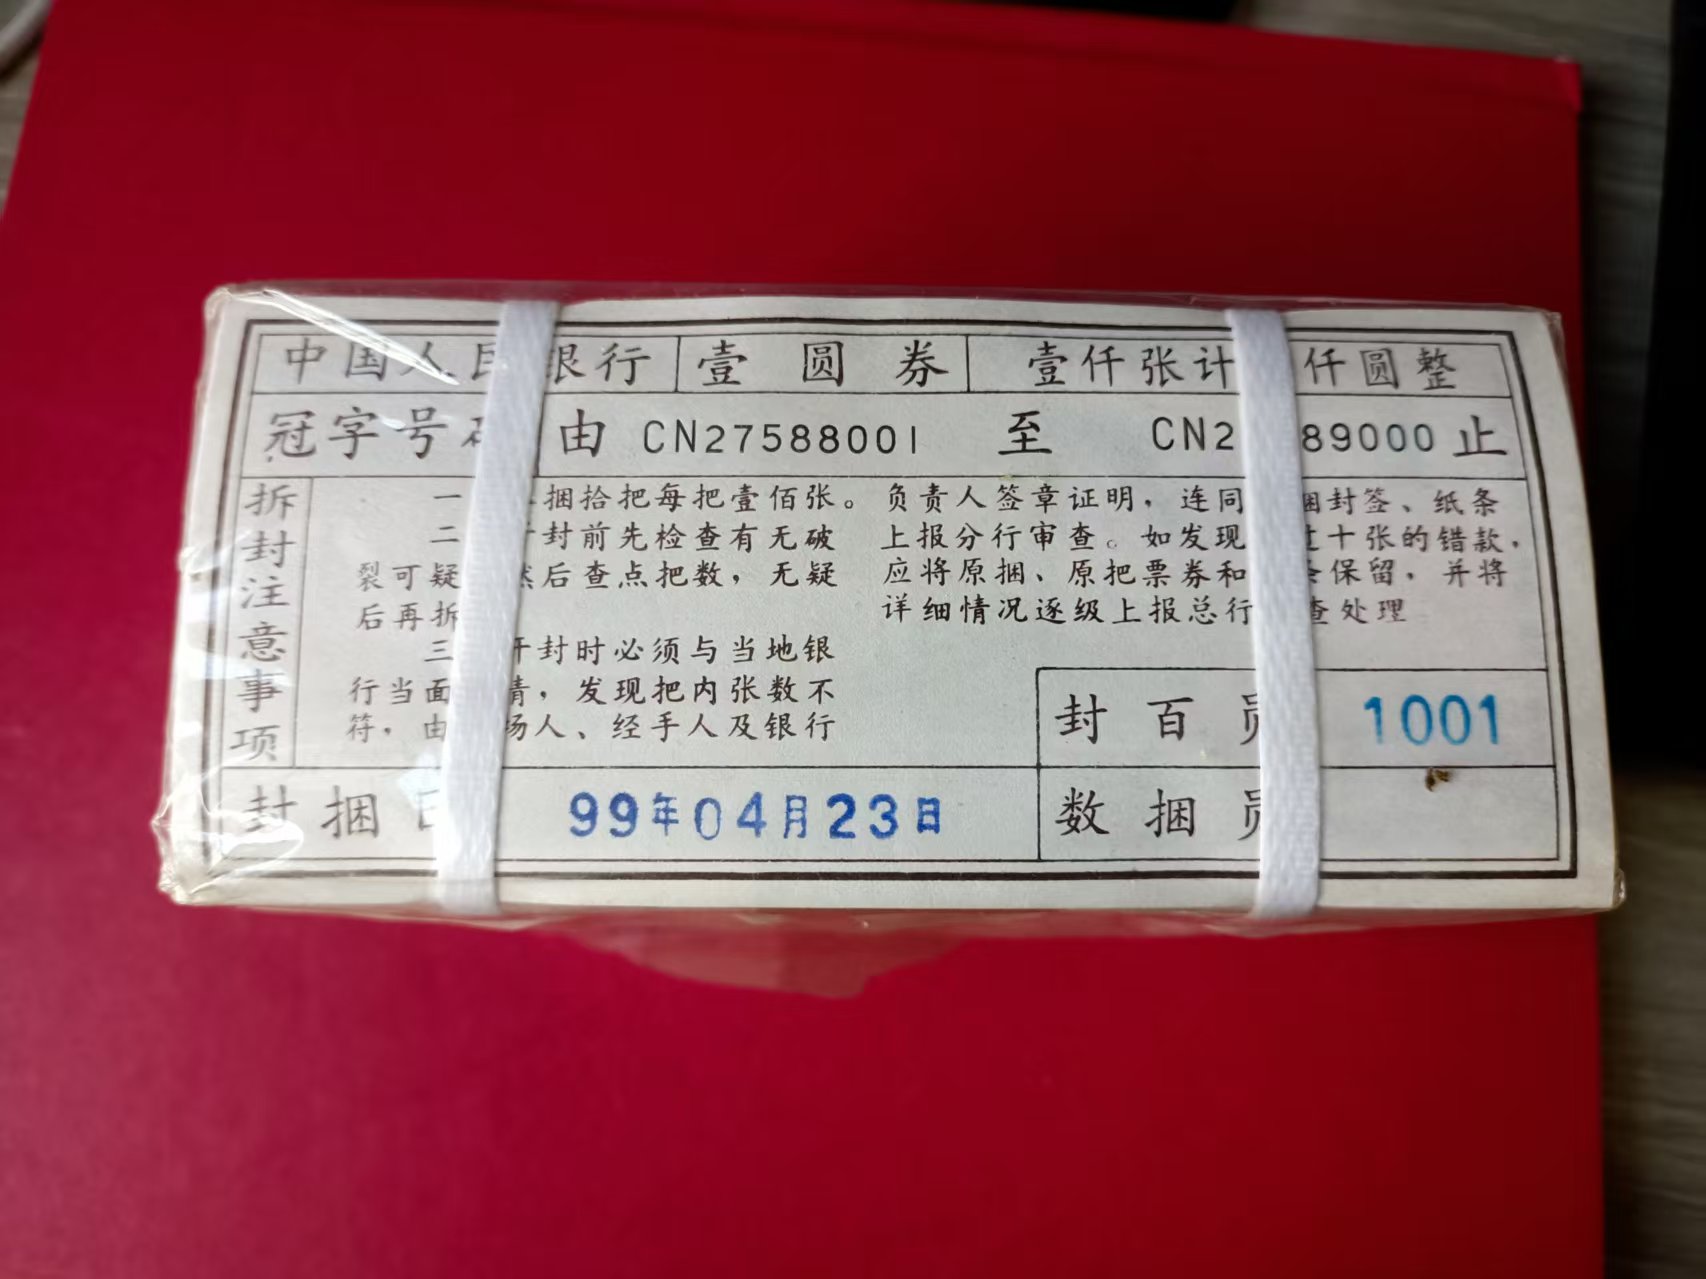 中国人民银行 壹圆券 壹仟张计 仟圆整
冠字号 由 CN27588001 至 CN2 89000 止
拆封注意事项
一 捆拾把每把壹佰张。
二 封前先检查有无破
裂可疑 然后查点把数，无疑
后再拆
三 开封时必须与当地银
行当面 清，发现把内张数不
符，由 场人、经手人及银行
负责人签章证明，连同 捆封签、纸条
上报分行审查。如发现 过十张的错款，
应将原捆、原把票券和 保留，并将
详细情况逐级上报总行 查处理
封百员 1001
封捆日 99年04月23日
数捆员